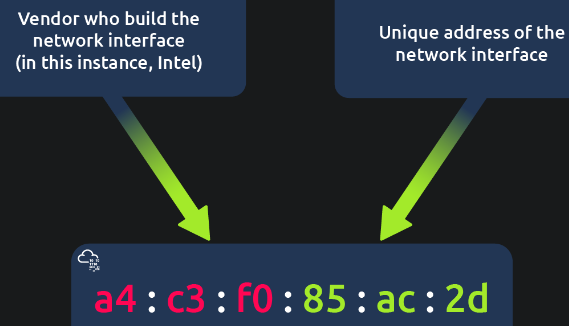 Vendor who build the
network interface
(in this instance, Intel)
Unique address of the
network interface
a4 : c3 : f0 : 85 : ac : 2d